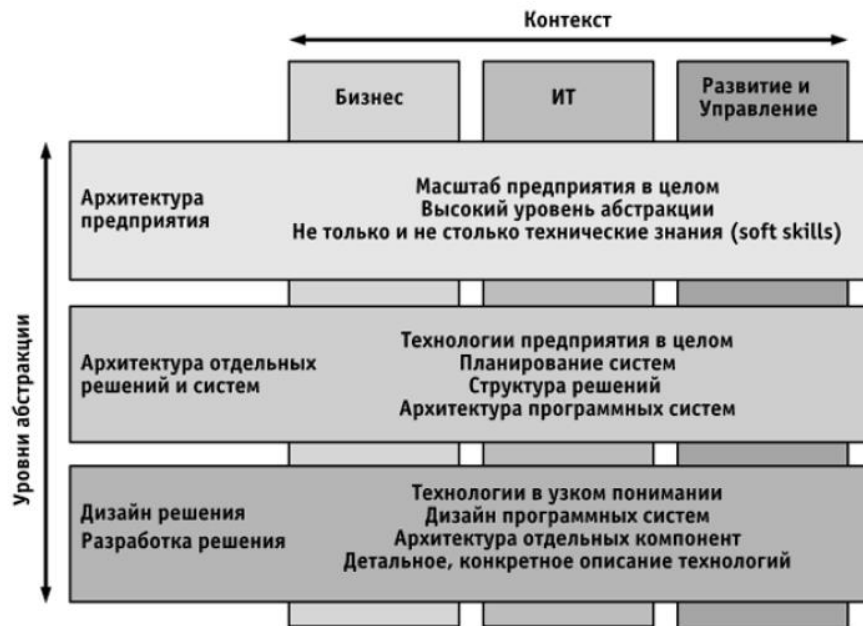 Контекст
Бизнес
ИТ
Развитие и
Управление
Уровни абстракции
Архитектура
предприятия
Масштаб предприятия в целом
Высокий уровень абстракции
Не только и не столько технические знания (soft skills)
Архитектура отдельных
решений и систем
Технологии предприятия в целом
Планирование систем
Структура решений
Архитектура программных систем
Дизайн решения
Разработка решения
Технологии в узком понимании
Дизайн программных систем
Архитектура отдельных компонент
Детальное, конкретное описание технологий